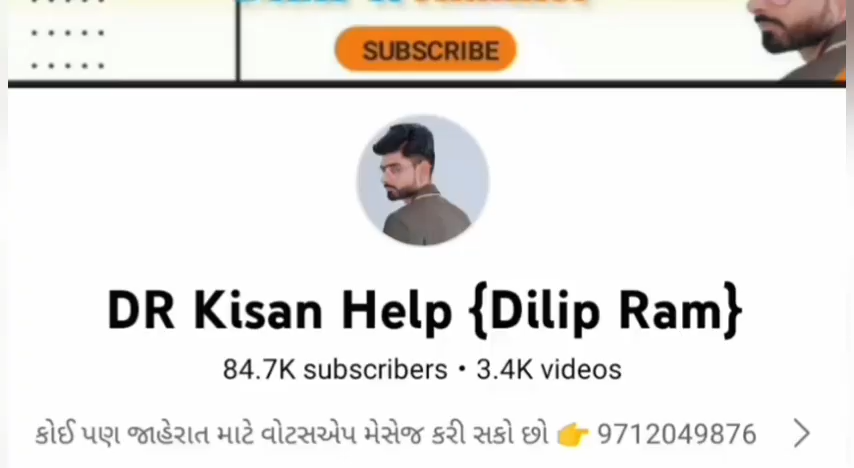 SUBSCRIBE
DR Kisan Help {Dilip Ram}
84.7K subscribers • 3.4K videos
કોઈ પણ જાહેરાત માટે વોટસએપ મેસેજ કરી સકો છો 👉 9712049876